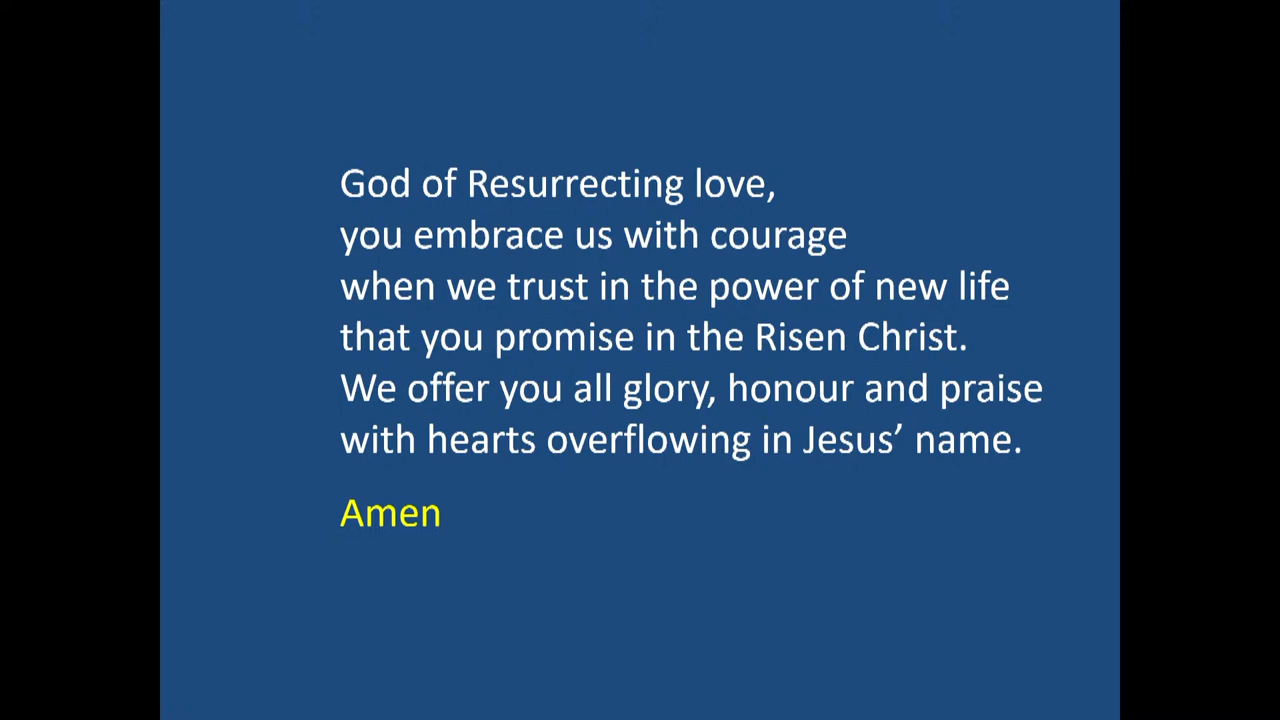 God of Resurrecting love,
you embrace us with courage
when we trust in the power of new life
that you promise in the Risen Christ.
We offer you all glory, honour and praise
with hearts overflowing in Jesus’ name.
Amen